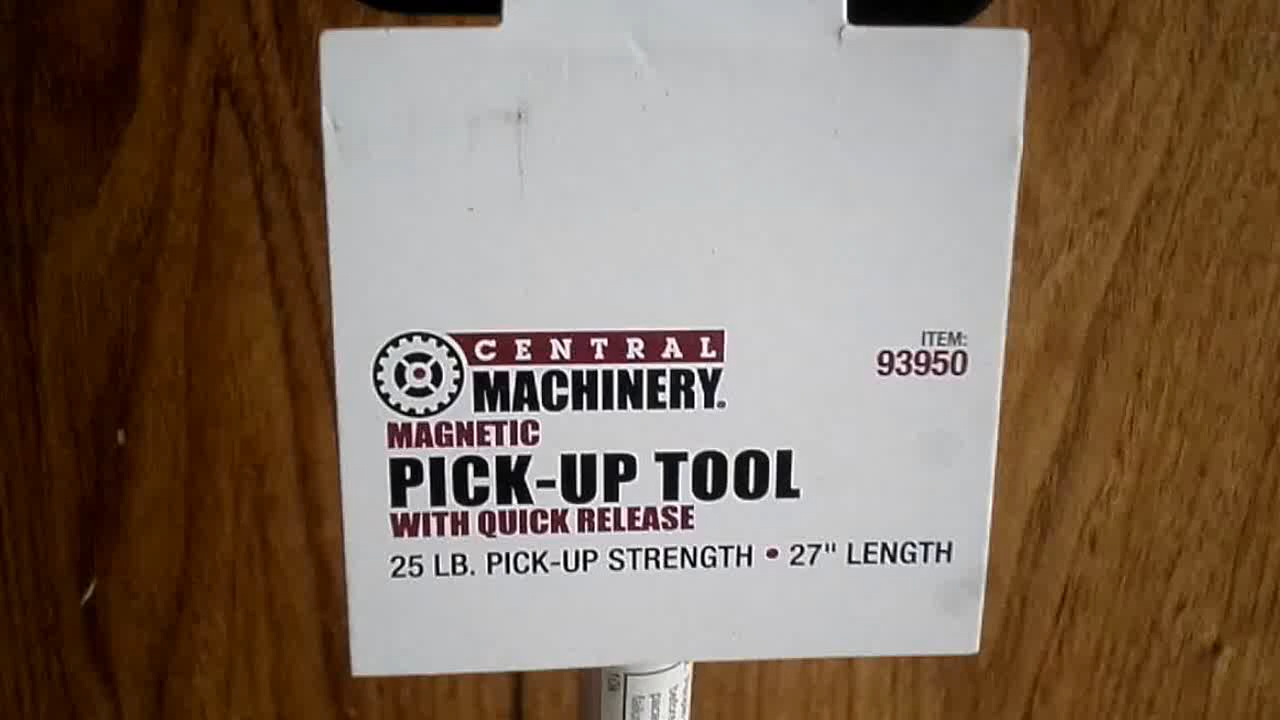 CENTRAL
MACHINERY.
ITEM:
93950
MAGNETIC
PICK-UP TOOL
WITH QUICK RELEASE
25 LB. PICK-UP STRENGTH • 27" LENGTH